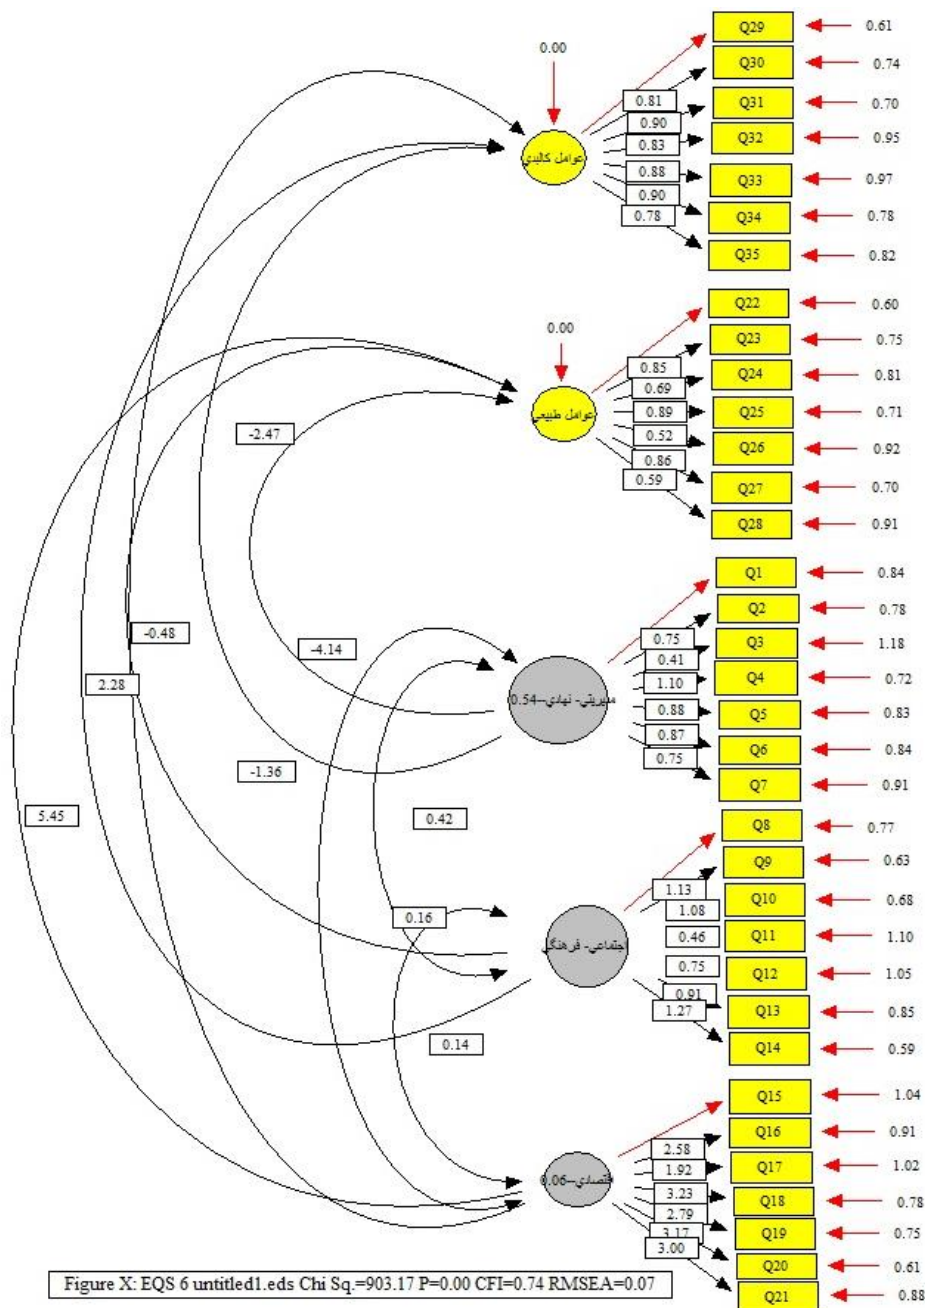 Q29 0.61
0.00
Q30 0.74
0.81 Q31 0.70
0.90
0.83 Q32 0.95
عوامل کالبدي
0.88 Q33 0.97
0.90
0.78 Q34 0.78
Q35 0.82
Q22 0.60
0.00
Q23 0.75
0.85
0.69 Q24 0.81
عوامل طبيعي
0.89 Q25 0.71
-2.47
0.52 Q26 0.92
0.86
0.59 Q27 0.70
Q28 0.91
Q1 0.84
Q2 0.78
-0.48 0.75 Q3 1.18
-4.14 0.41
2.28 1.10 Q4 0.72
0.54--مديريتي- نهادي
0.88 Q5 0.83
0.87 Q6 0.84
0.75
-1.36 Q7 0.91
5.45 0.42 Q8 0.77
Q9 0.63
1.13 Q10 0.68
0.16 1.08
0.46 Q11 1.10
اجتماعي- فرهنگي
0.75 Q12 1.05
0.91
1.27 Q13 0.85
0.14 Q14 0.59
Q15 1.04
Q16 0.91
2.58
1.92 Q17 1.02
0.06--اقتصادي
3.23 Q18 0.78
2.79 Q19 0.75
3.17
3.00 Q20 0.61
Q21 0.88
Figure X: EQS 6 untitled1.eds Chi Sq.=903.17 P=0.00 CFI=0.74 RMSEA=0.07